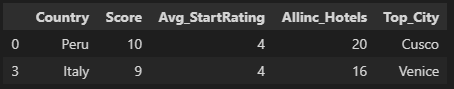 Country Score Avg_StartRating Allinc_Hotels Top_City
0 Peru 10 4 20 Cusco
3 Italy 9 4 16 Venice